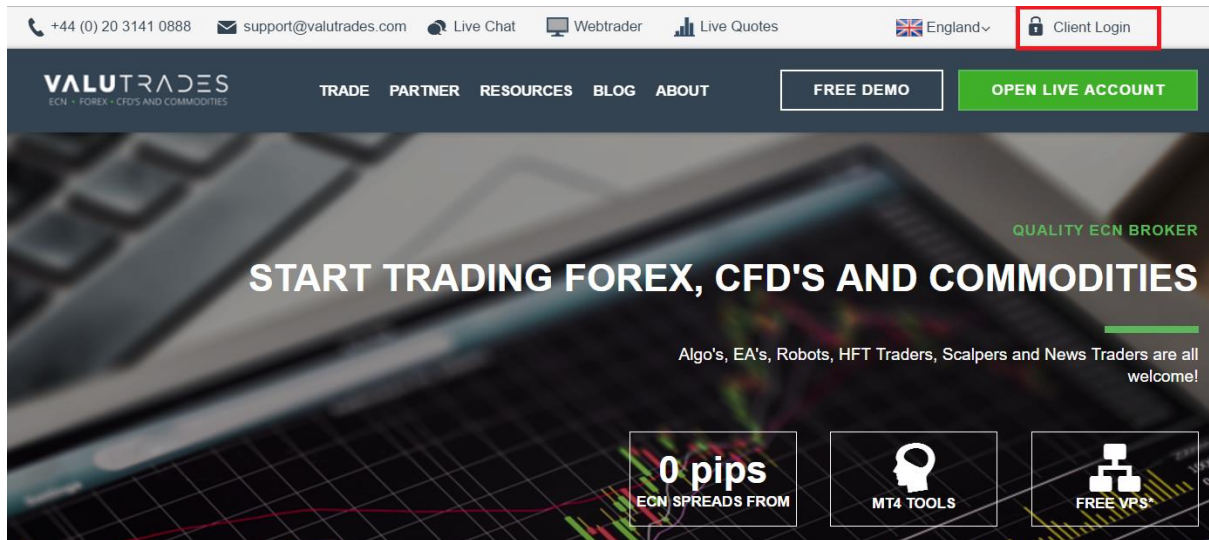 +44 (0) 20 3141 0888 support@valutrades.com Live Chat Webtrader Live Quotes England Client Login
VALUTRADES
ECN • FOREX • CFD'S AND COMMODITIES
TRADE PARTNER RESOURCES BLOG ABOUT FREE DEMO OPEN LIVE ACCOUNT
QUALITY ECN BROKER
START TRADING FOREX, CFD'S AND COMMODITIES
Algo's, EA's, Robots, HFT Traders, Scalpers and News Traders are all
welcome!
0 pips
ECN SPREADS FROM MT4 TOOLS FREE VPS*